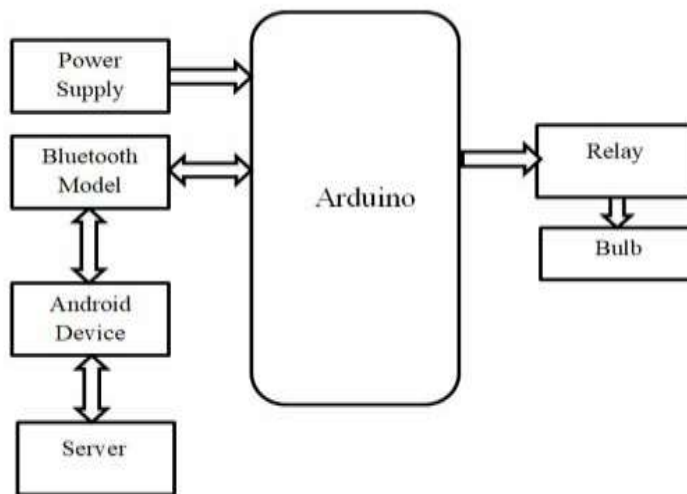 Power
Supply
Bluetooth
Model
Android
Device
Server
Arduino
Relay
Bulb